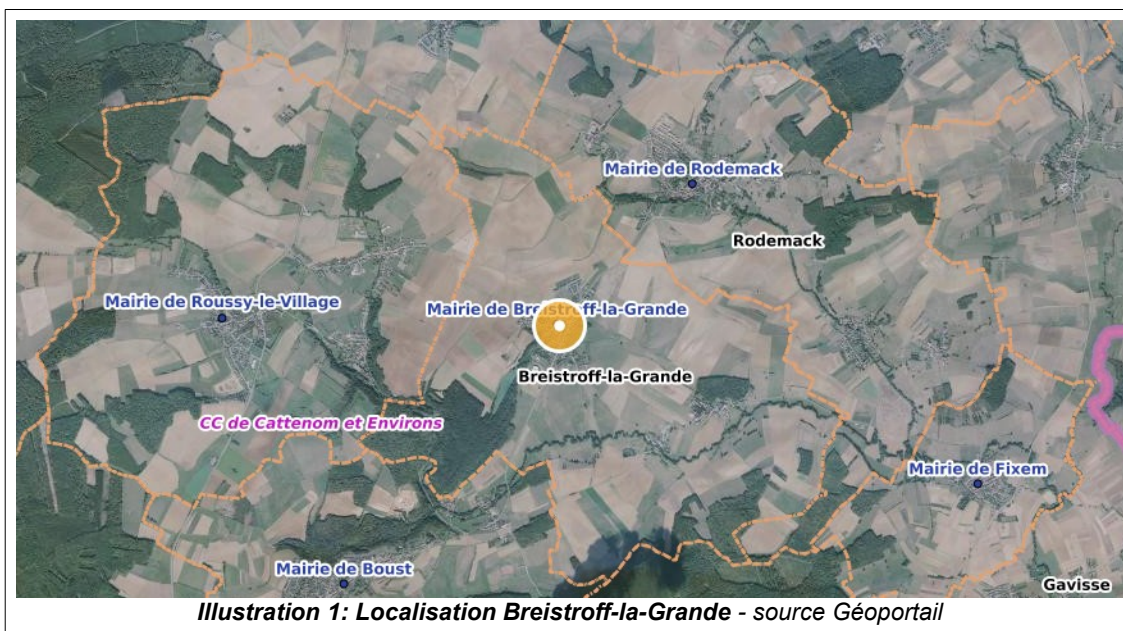 Mairie de Rodemack
Rodemack
Mairie de Roussy-le-Village
Mairie de Breistroff-la-Grande
Breistroff-la-Grande
CC de Cattenom et Environs
Mairie de Fixem
Mairie de Boust
Gavisse
Illustration 1: Localisation Breistroff-la-Grande - source Géoportail